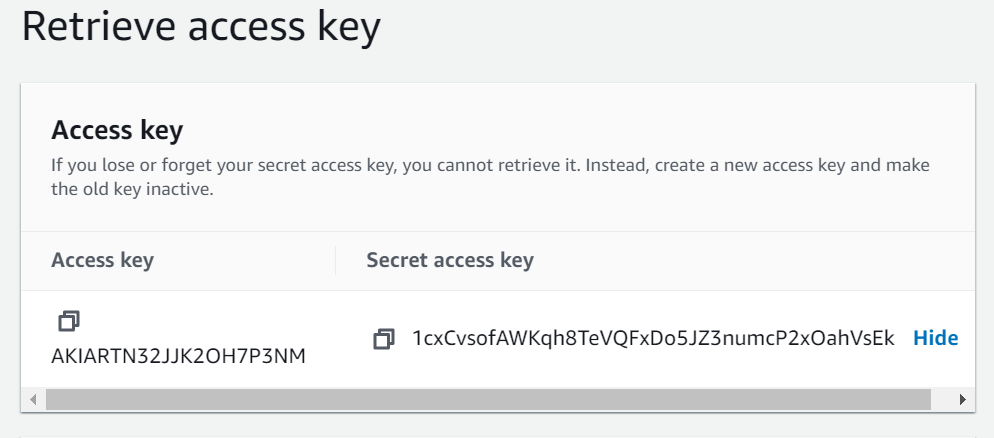 Retrieve access key
Access key
If you lose or forget your secret access key, you cannot retrieve it. Instead, create a new access key and make
the old key inactive.
Access key
Secret access key
AKIARTN32JJK2OH7P3NM
1cxCvsofAWKqh8TeVQFxDo5JZ3numcP2xOahVsEk
Hide